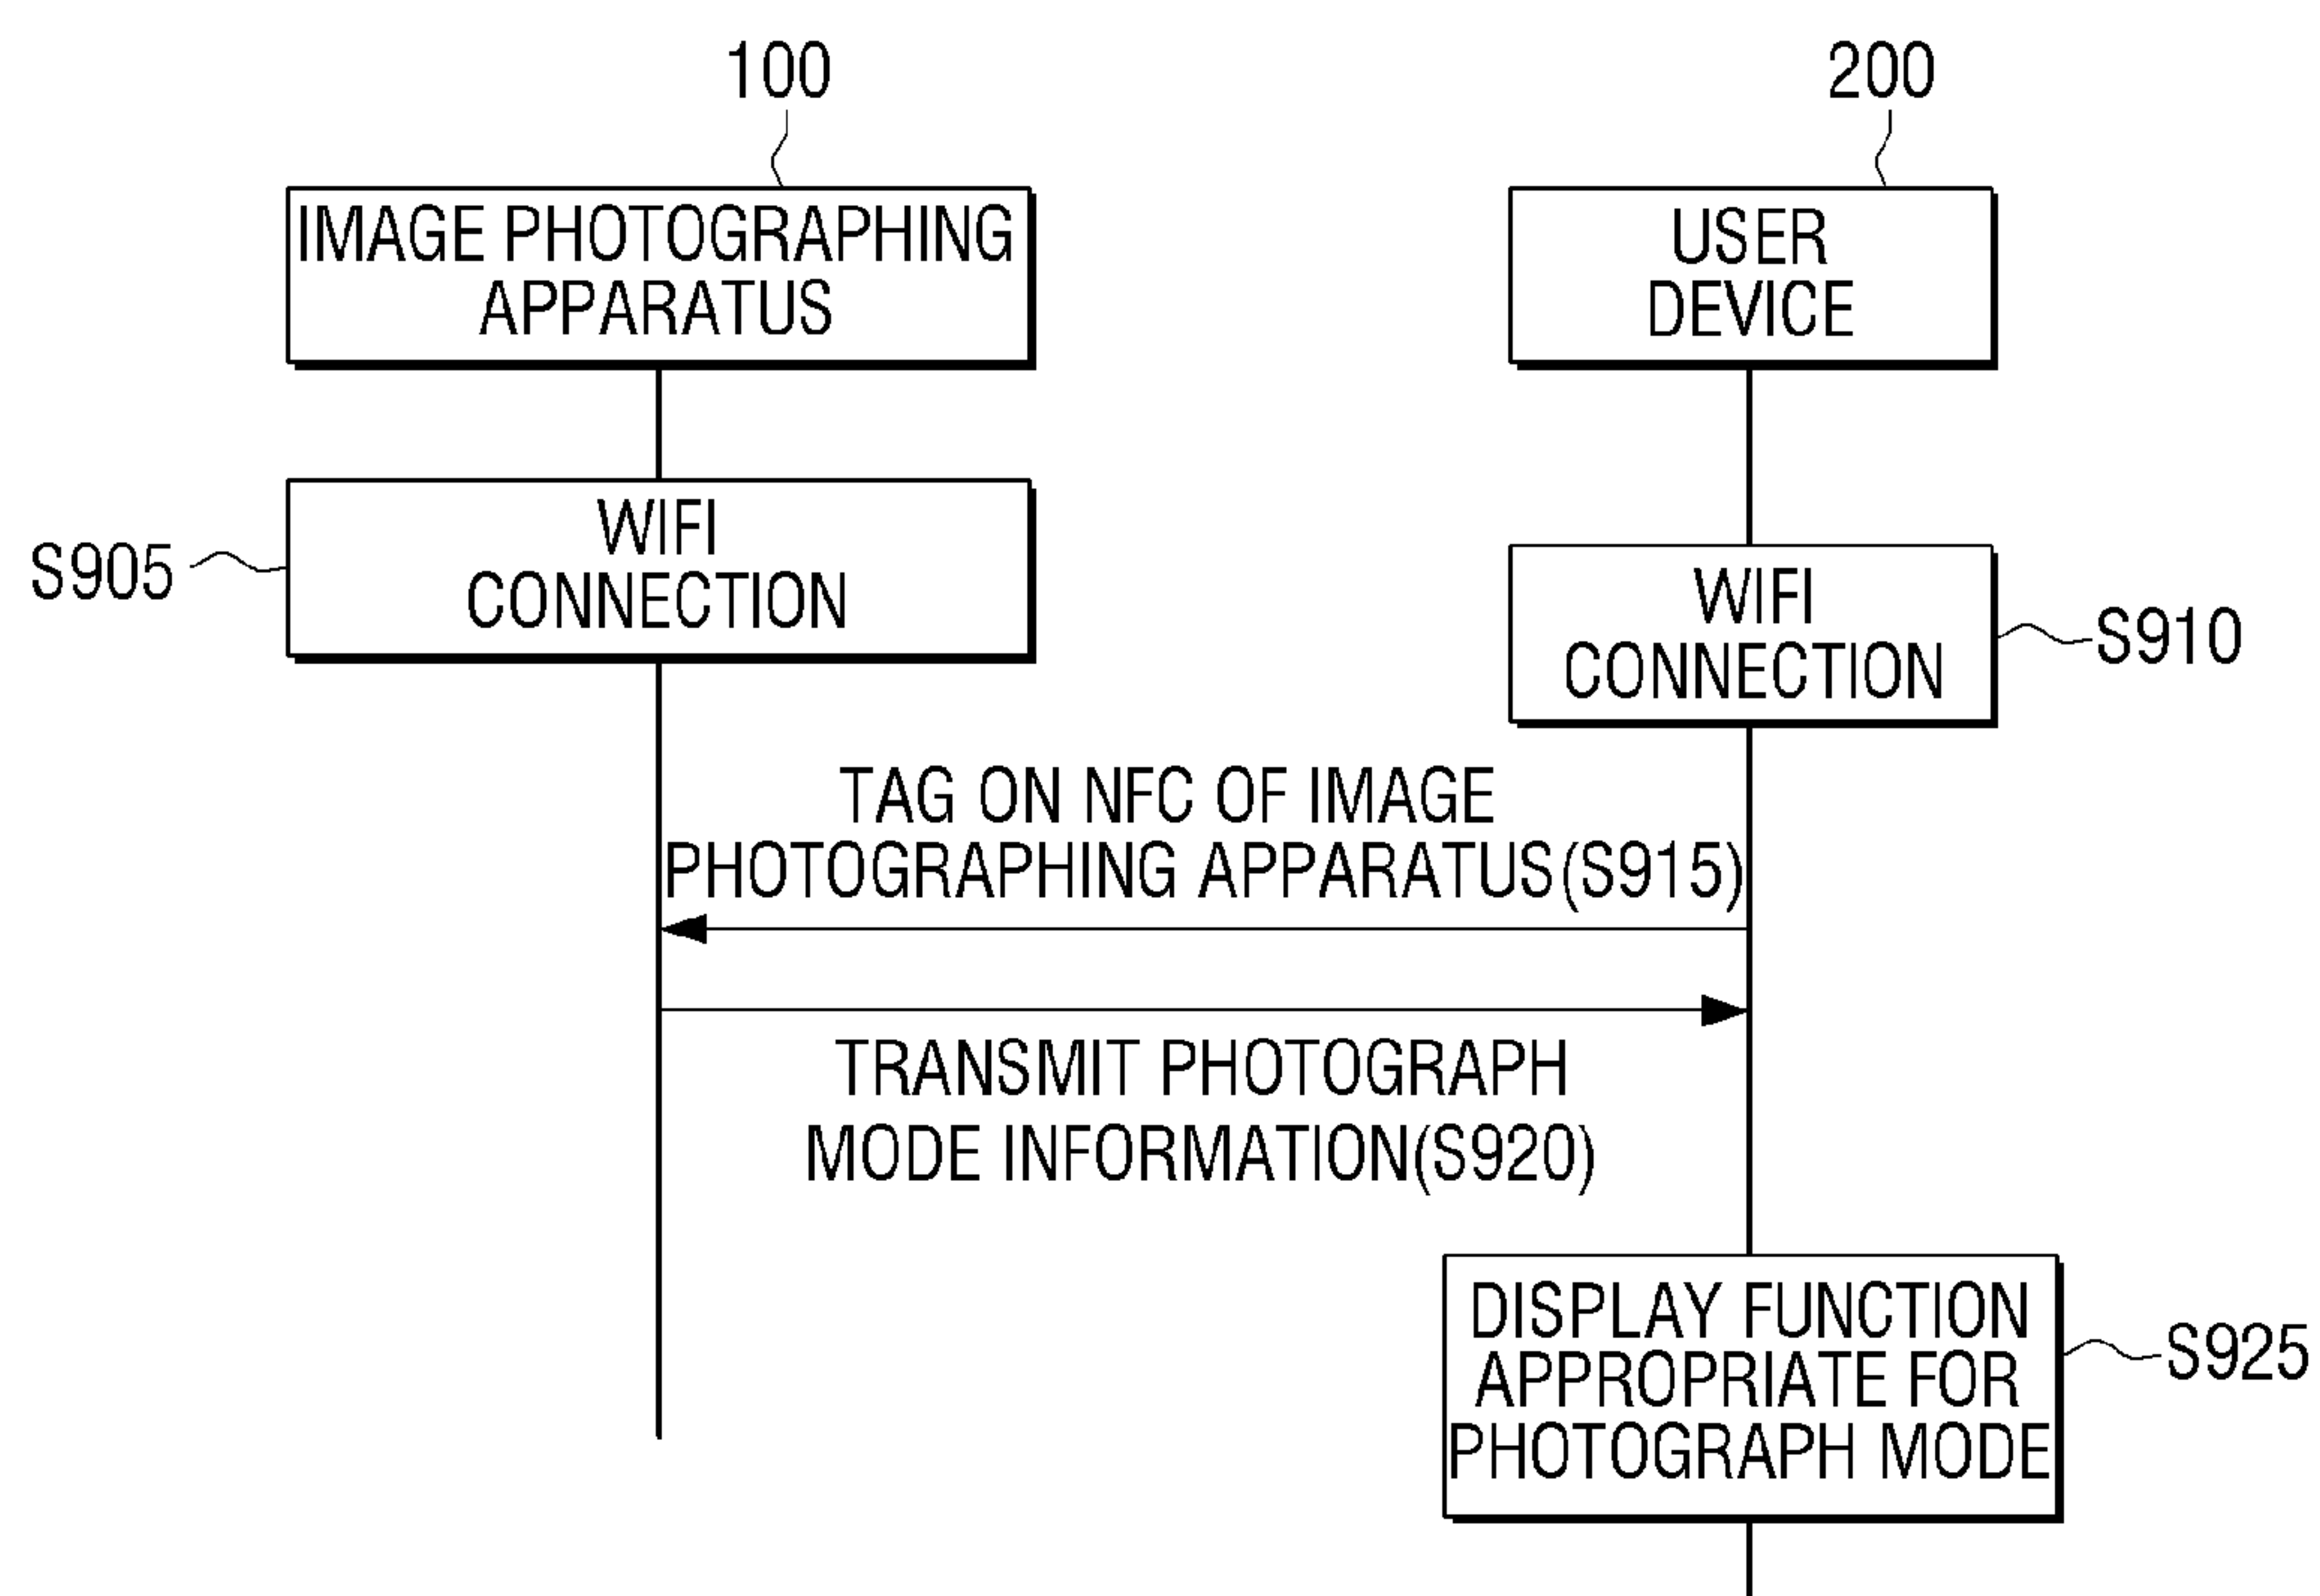 100
200
IMAGE PHOTOGRAPHING
APPARATUS
USER
DEVICE
WIFI
CONNECTION
S905
WIFI
CONNECTION
S910
TAG ON NFC OF IMAGE
PHOTOGRAPHING APPARATUS(S915)
TRANSMIT PHOTOGRAPH
MODE INFORMATION(S920)
DISPLAY FUNCTION
APPROPRIATE FOR
PHOTOGRAPH MODE
S925